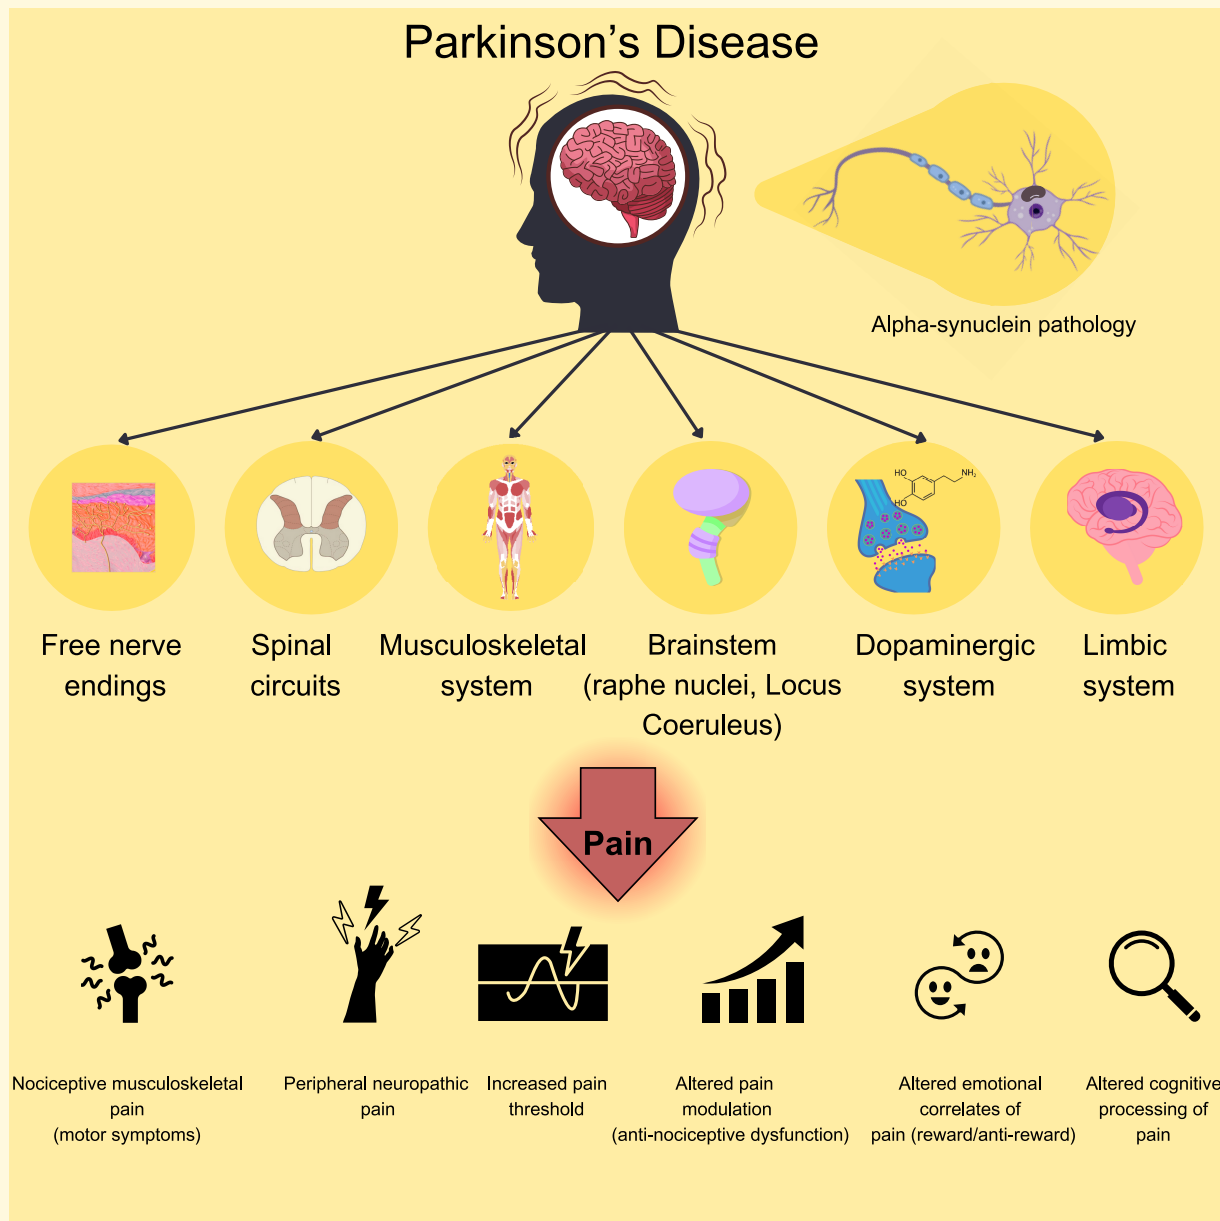 Parkinson's Disease
Alpha-synuclein pathology
HO
HO
NH₂
Free nerve
endings
Spinal
circuits
Musculoskeletal
system
Brainstem
(raphe nuclei, Locus
Coeruleus)
Dopaminergic
system
Limbic
system
Pain
Nociceptive musculoskeletal
pain
(motor symptoms)
Peripheral neuropathic
pain
Increased pain
threshold
Altered pain
modulation
(anti-nociceptive dysfunction)
Altered emotional
correlates of
pain (reward/anti-reward)
Altered cognitive
processing of
pain